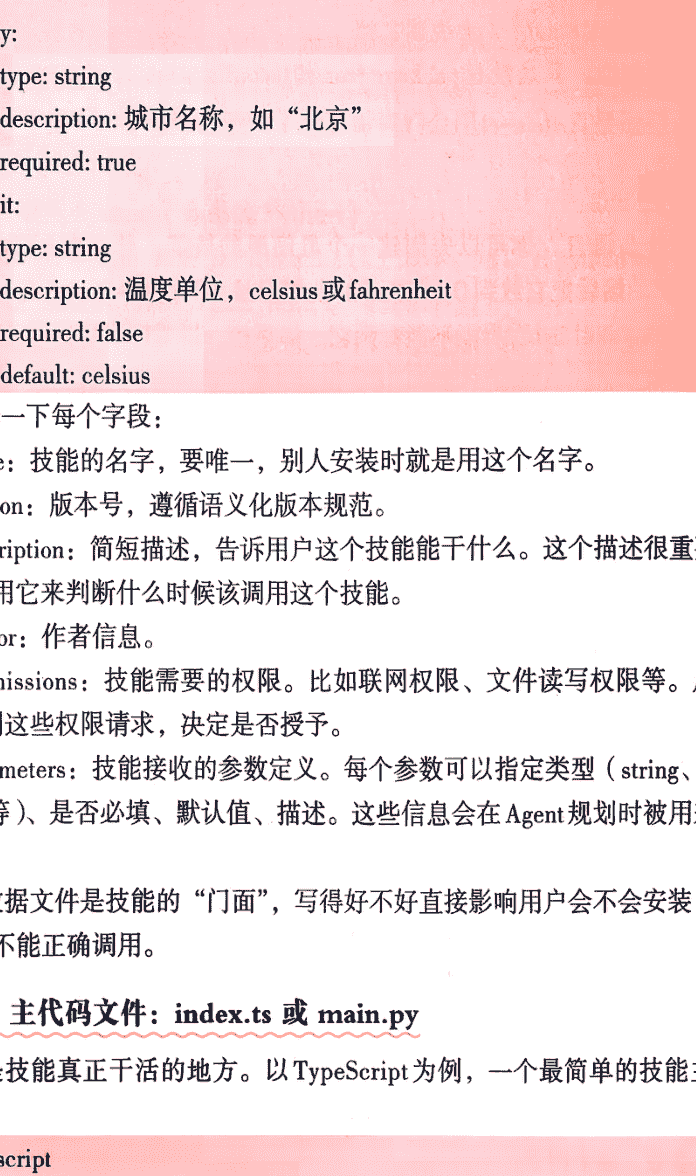 y:
type: string
description: 城市名称，如“北京”
required: true
it:
type: string
description: 温度单位，celsius 或 fahrenheit
required: false
default: celsius
一下每个字段：
e：技能的名字，要唯一，别人安装时就是用这个名字。
on：版本号，遵循语义化版本规范。
ription：简短描述，告诉用户这个技能能干什么。这个描述很重
用它来判断什么时候该调用这个技能。
or：作者信息。
missions：技能需要的权限。比如联网权限、文件读写权限等。
这些权限请求，决定是否授予。
meters：技能接收的参数定义。每个参数可以指定类型（string、
等）、是否必填、默认值、描述。这些信息会在 Agent 规划时被用
据文件是技能的“门面”，写得好不好直接影响用户会不会安装
不能正确调用。
主代码文件：index.ts 或 main.py
技能真正干活的地方。以 TypeScript 为例，一个最简单的技能
script